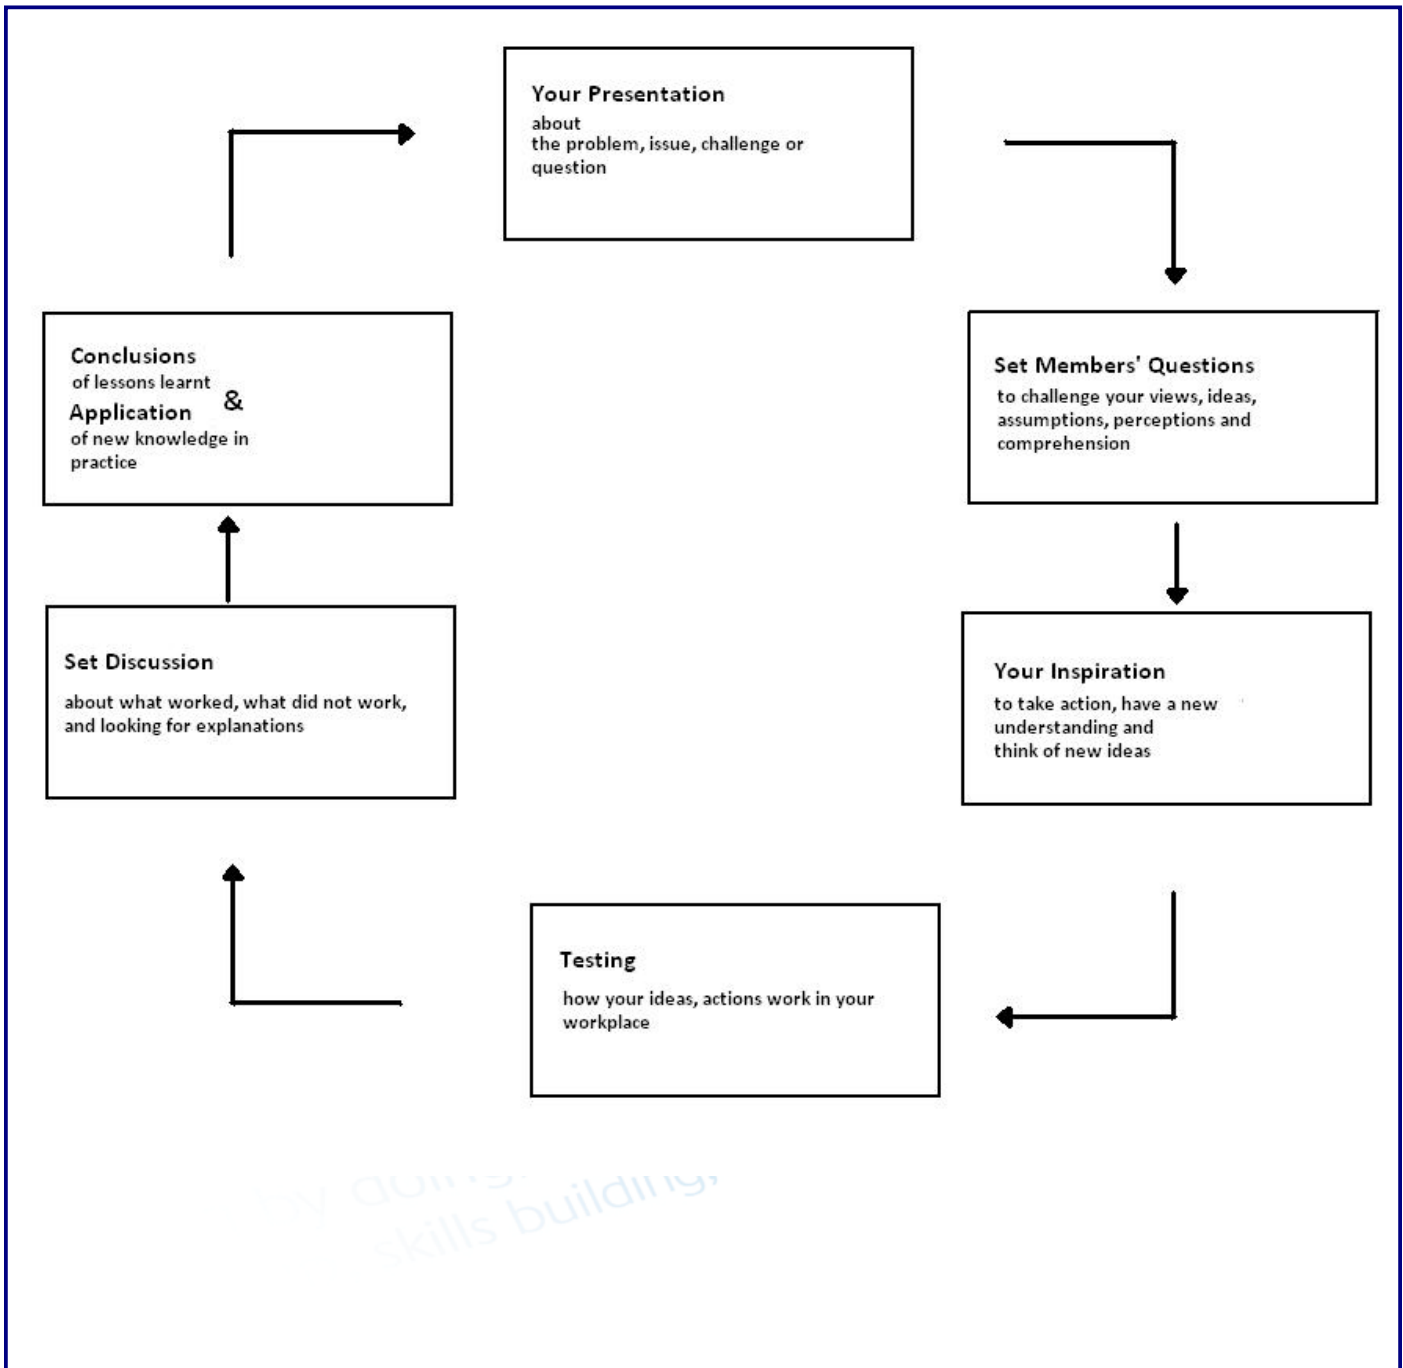 Your Presentation
about
the problem, issue, challenge or
question
Set Members' Questions
to challenge your views, ideas,
assumptions, perceptions and
comprehension
Your Inspiration
to take action, have a new
understanding and
think of new ideas
Testing
how your ideas, actions work in your
workplace
Set Discussion
about what worked, what did not work,
and looking for explanations
Conclusions
of lessons learnt
&
Application
of new knowledge in
practice
by doing,
skills building,